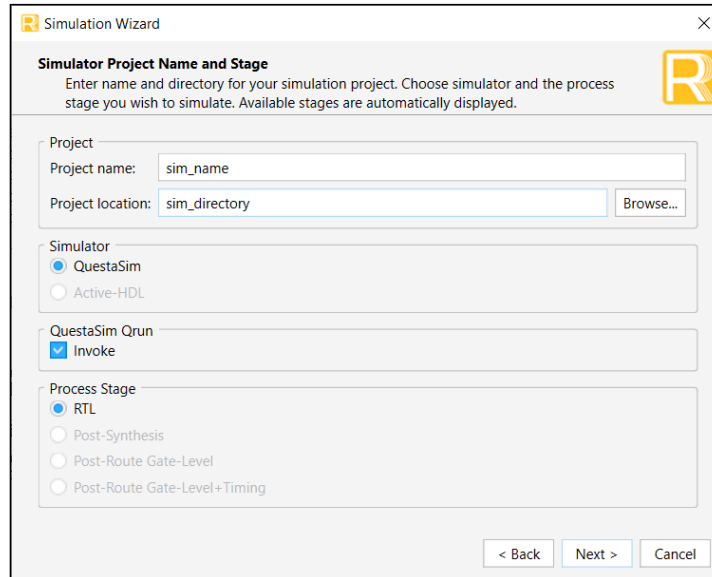 Simulation Wizard
Simulator Project Name and Stage
Enter name and directory for your simulation project. Choose simulator and the process
stage you wish to simulate. Available stages are automatically displayed.
Project
Project name: sim_name
Project location: sim_directory Browse...
Simulator
QuestaSim
Active-HDL
QuestaSim Qrun
Invoke
Process Stage
RTL
Post-Synthesis
Post-Route Gate-Level
Post-Route Gate-Level+Timing
< Back Next > Cancel